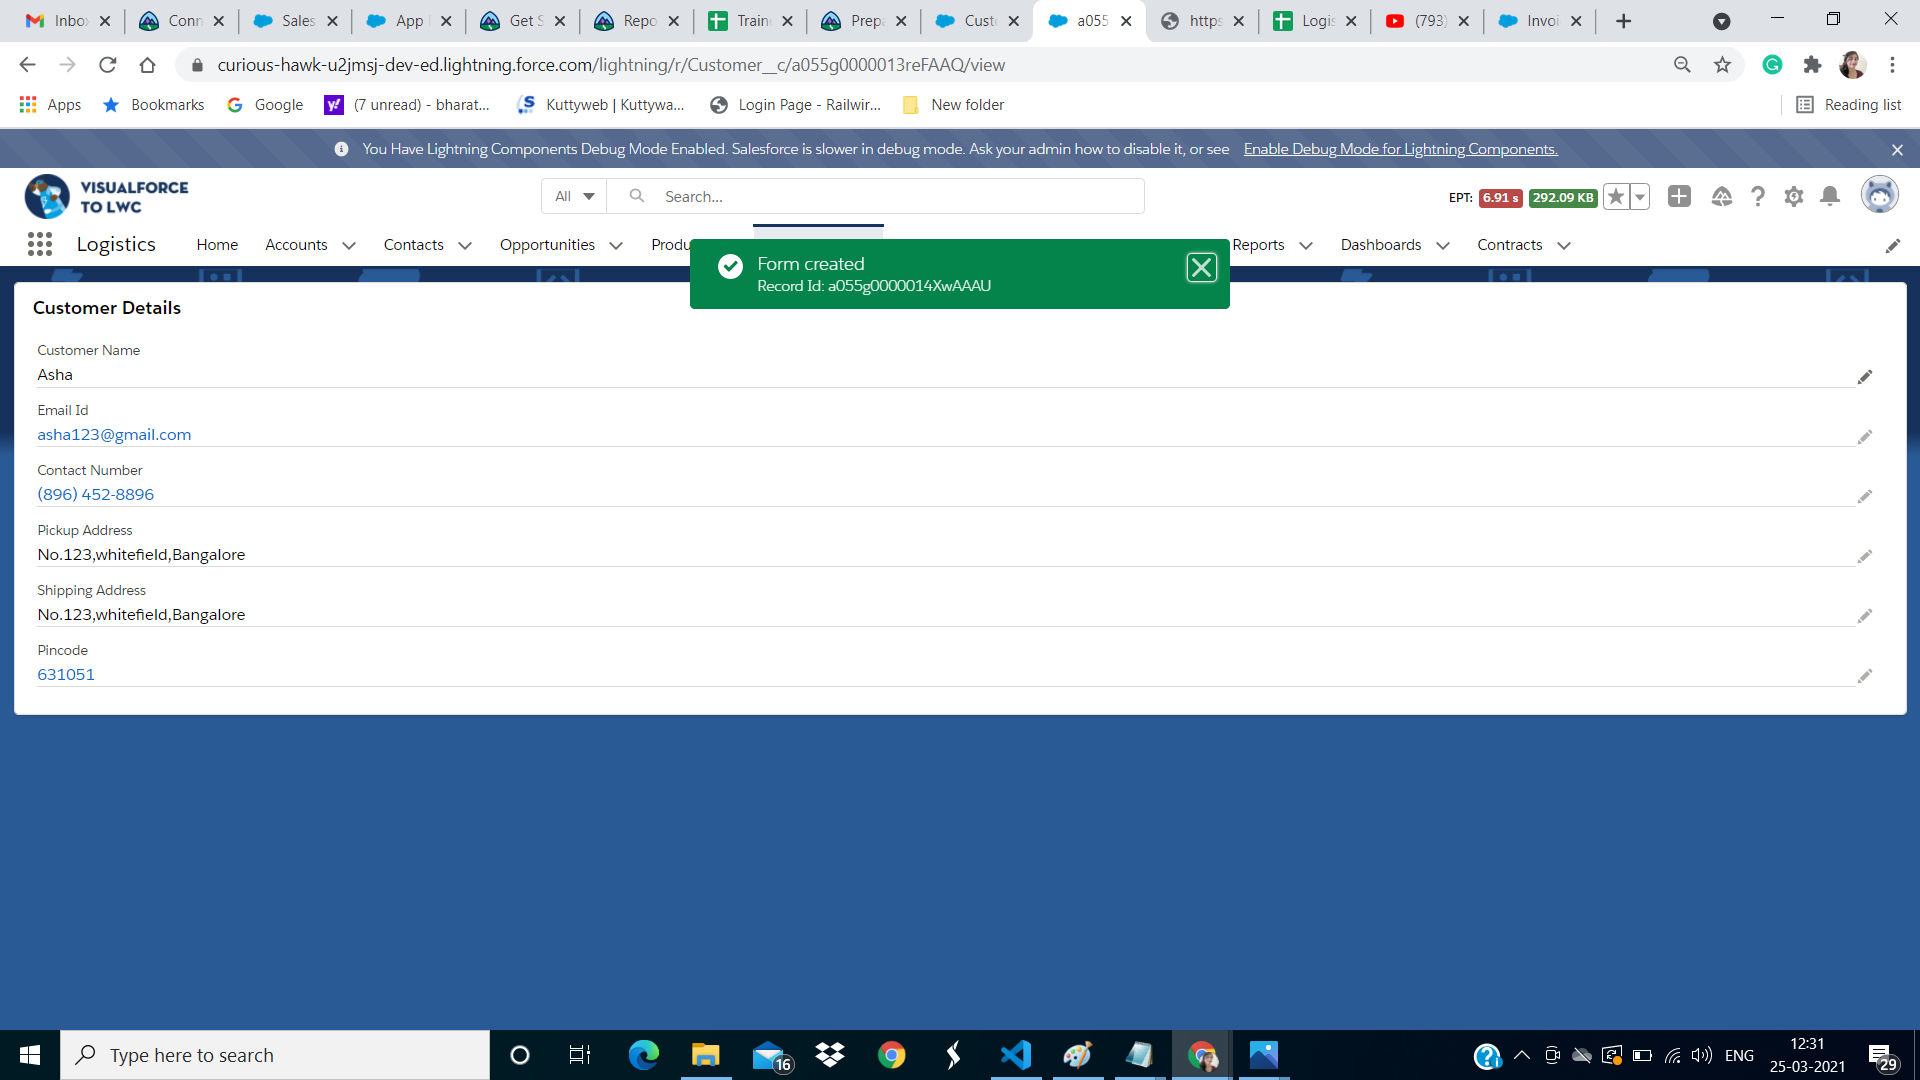 Inbo Conn Sales App Get S Repo Traine Prepa Custo a055 https Logis (793) Invoi
curious-hawk-u2jmsj-dev-ed.lightning.force.com/lightning/r/Customer__c/a055g0000013reFAAQ/view
Apps Bookmarks Google (7 unread) - bharat... Kuttyweb | Kuttywa... Login Page - Railwir... New folder Reading list
You Have Lightning Components Debug Mode Enabled. Salesforce is slower in debug mode. Ask your admin how to disable it, or see Enable Debug Mode for Lightning Components.
VISUALFORCE
TO LWC
All Search... EPT: 6.91 s 292.09 KB
Logistics Home Accounts Contacts Opportunities Produ Reports Dashboards Contracts
Form created
Record Id: a055g0000014XwAAAU
Customer Details
Customer Name
Asha
Email Id
asha123@gmail.com
Contact Number
(896) 452-8896
Pickup Address
No.123,whitefield,Bangalore
Shipping Address
No.123,whitefield,Bangalore
Pincode
631051
Type here to search 16 ENG 12:31
25-03-2021 29